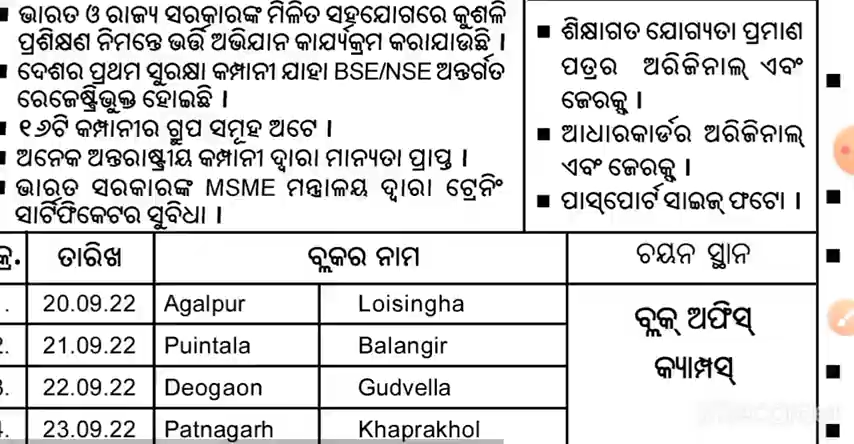 ▪ ଭାରତ ଓ ରାଜ୍ୟ ସରକାରଙ୍କ ମିଳିତ ସହଯୋଗରେ କୁଶଳି
ପ୍ରଶିକ୍ଷଣ ନିମନ୍ତେ ଭର୍ତ୍ତି ଅଭିଯାନ କାର୍ଯ୍ୟକ୍ରମ କରାଯାଉଛି ।
▪ ଦେଶର ପ୍ରଥମ ସୁରକ୍ଷା କମ୍ପାନୀ ଯାହା BSE/NSE ଅନ୍ତର୍ଗତ
ରେଜେଷ୍ଟ୍ରିଭୁକ୍ତ ହୋଇଛି ।
▪ ୧୬ଟି କମ୍ପାନୀର ଗ୍ରୁପ ସମୂହ ଅଟେ ।
▪ ଅନେକ ଅନ୍ତରାଷ୍ଟ୍ରୀୟ କମ୍ପାନୀ ଦ୍ୱାରା ମାନ୍ୟତା ପ୍ରାପ୍ତ ।
▪ ଭାରତ ସରକାରଙ୍କ MSME ମନ୍ତ୍ରାଳୟ ଦ୍ୱାରା ଟ୍ରେନିଂ
ସାର୍ଟିଫିକେଟର ସୁବିଧା ।
▪ ଶିକ୍ଷାଗତ ଯୋଗ୍ୟତା ପ୍ରମାଣ
ପତ୍ରର ଅରିଜିନାଲ୍ ଏବଂ
ଜେରକ୍ସ ।
▪ ଆଧାରକାର୍ଡର ଅରିଜିନାଲ୍
ଏବଂ ଜେରକ୍ସ ।
▪ ପାସ୍‌ପୋର୍ଟ ସାଇଜ୍ ଫଟୋ ।
କ୍ର. ତାରିଖ ବ୍ଲକର ନାମ ଚୟନ ସ୍ଥାନ
1. 20.09.22 Agalpur Loisingha
2. 21.09.22 Puintala Balangir
3. 22.09.22 Deogaon Gudvella
4. 23.09.22 Patnagarh Khaprakhol
ବ୍ଲକ୍ ଅଫିସ୍
କ୍ୟାମ୍ପସ୍